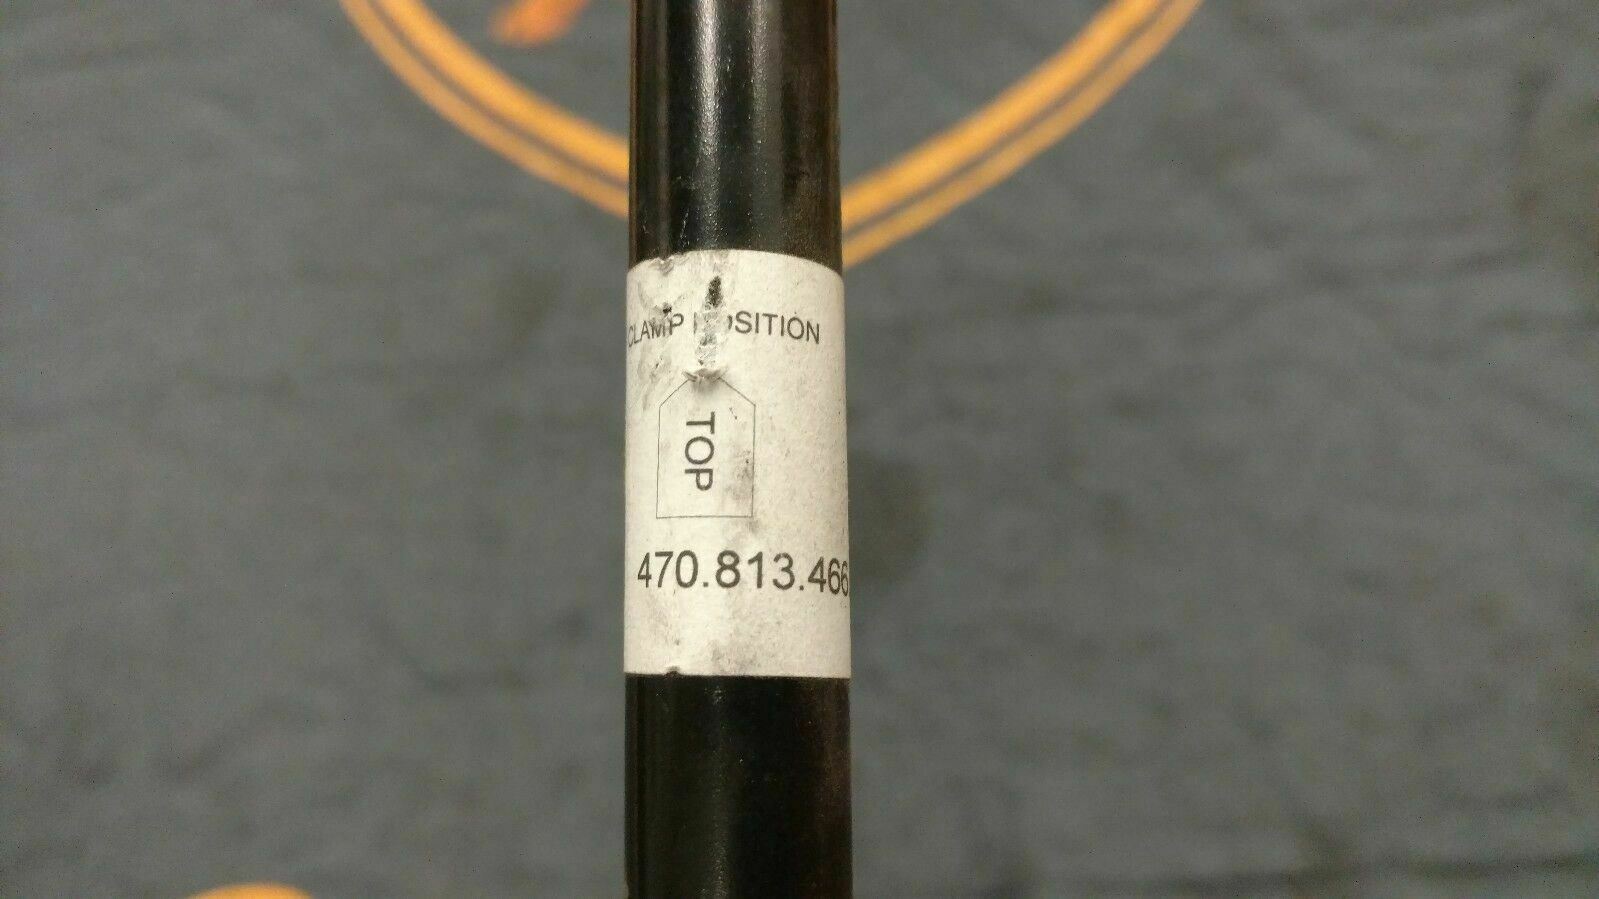 CLAMP POSITION
TOP
470.813.466